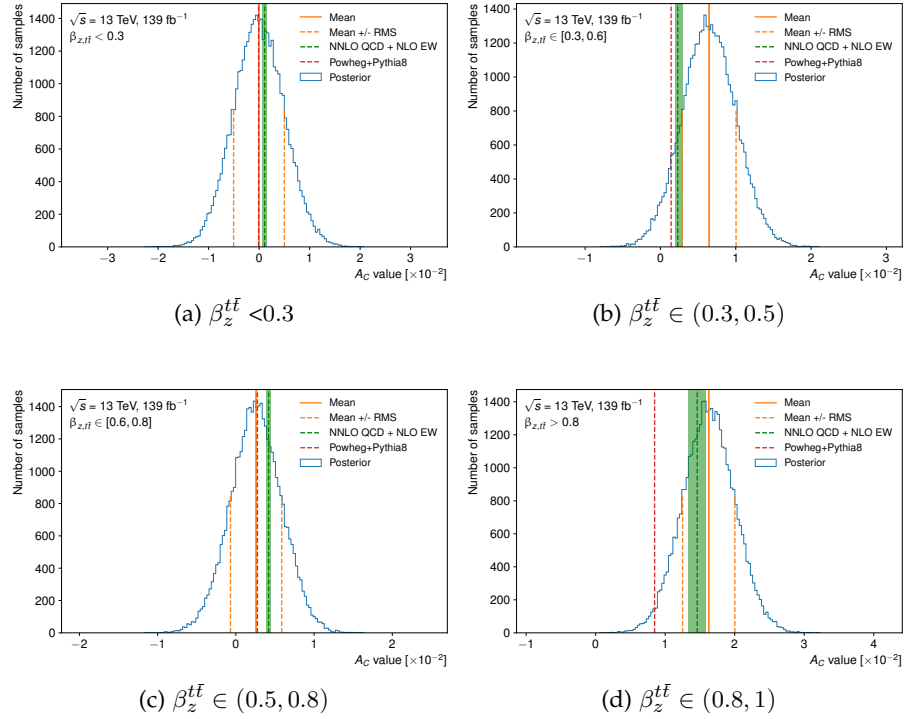 √s = 13 TeV, 139 fb⁻¹
β_{z,tt̄} < 0.3
Mean
Mean +/- RMS
NNLO QCD + NLO EW
Powheg+Pythia8
Posterior
Number of samples
1400
1200
1000
800
600
400
200
0
−3 −2 −1 0 1 2 3
A_C value [×10⁻²]
(a) β_z^{tt̄} <0.3
√s = 13 TeV, 139 fb⁻¹
β_{z,tt̄} ∈ [0.3, 0.6]
Mean
Mean +/- RMS
NNLO QCD + NLO EW
Powheg+Pythia8
Posterior
Number of samples
1400
1200
1000
800
600
400
200
0
−1 0 1 2 3
A_C value [×10⁻²]
(b) β_z^{tt̄} ∈ (0.3, 0.5)
√s = 13 TeV, 139 fb⁻¹
β_{z,tt̄} ∈ [0.6, 0.8]
Mean
Mean +/- RMS
NNLO QCD + NLO EW
Powheg+Pythia8
Posterior
Number of samples
1400
1200
1000
800
600
400
200
0
−2 −1 0 1 2
A_C value [×10⁻²]
(c) β_z^{tt̄} ∈ (0.5, 0.8)
√s = 13 TeV, 139 fb⁻¹
β_{z,tt̄} > 0.8
Mean
Mean +/- RMS
NNLO QCD + NLO EW
Powheg+Pythia8
Posterior
Number of samples
1400
1200
1000
800
600
400
200
0
−1 0 1 2 3 4
A_C value [×10⁻²]
(d) β_z^{tt̄} ∈ (0.8, 1)